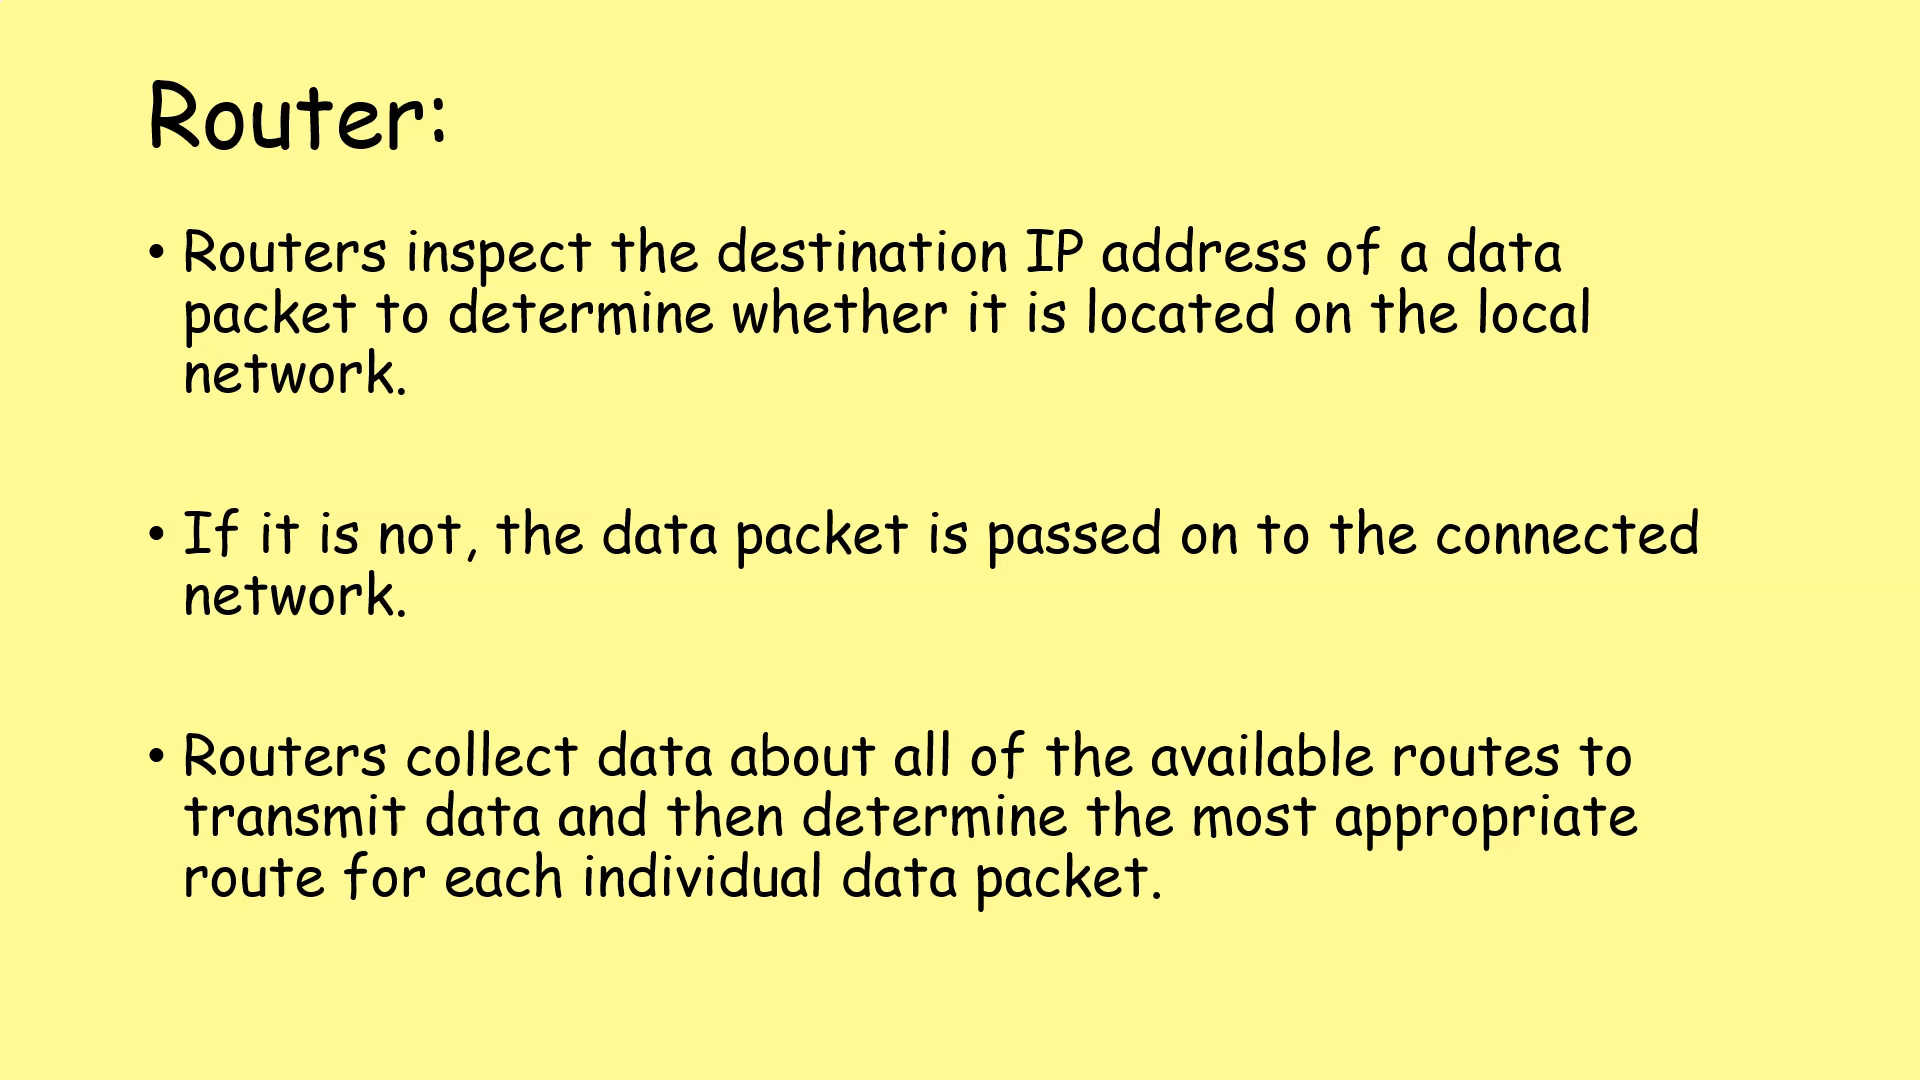 Router:
• Routers inspect the destination IP address of a data
packet to determine whether it is located on the local
network.
• If it is not, the data packet is passed on to the connected
network.
• Routers collect data about all of the available routes to
transmit data and then determine the most appropriate
route for each individual data packet.